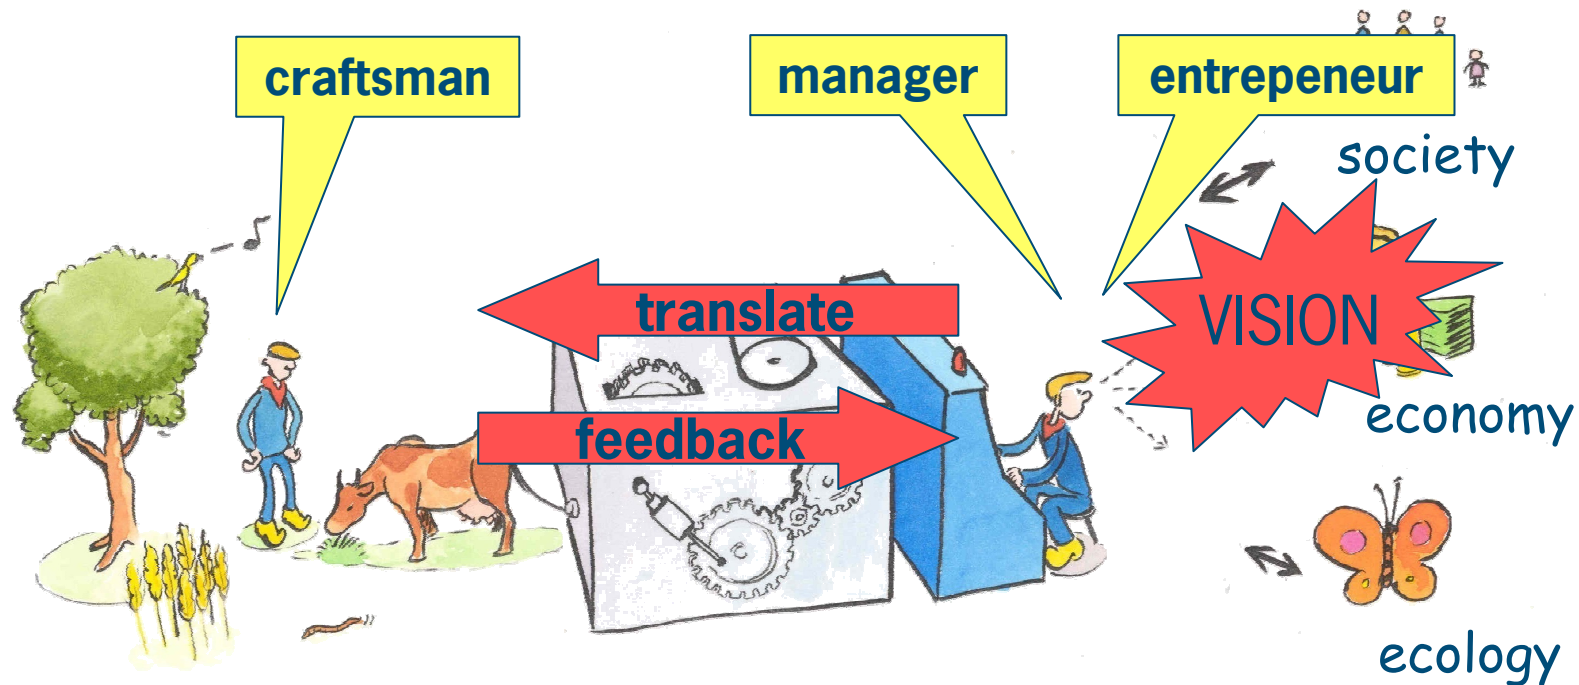 craftsman
manager
entrepeneur
society
translate
VISION
feedback
economy
ecology